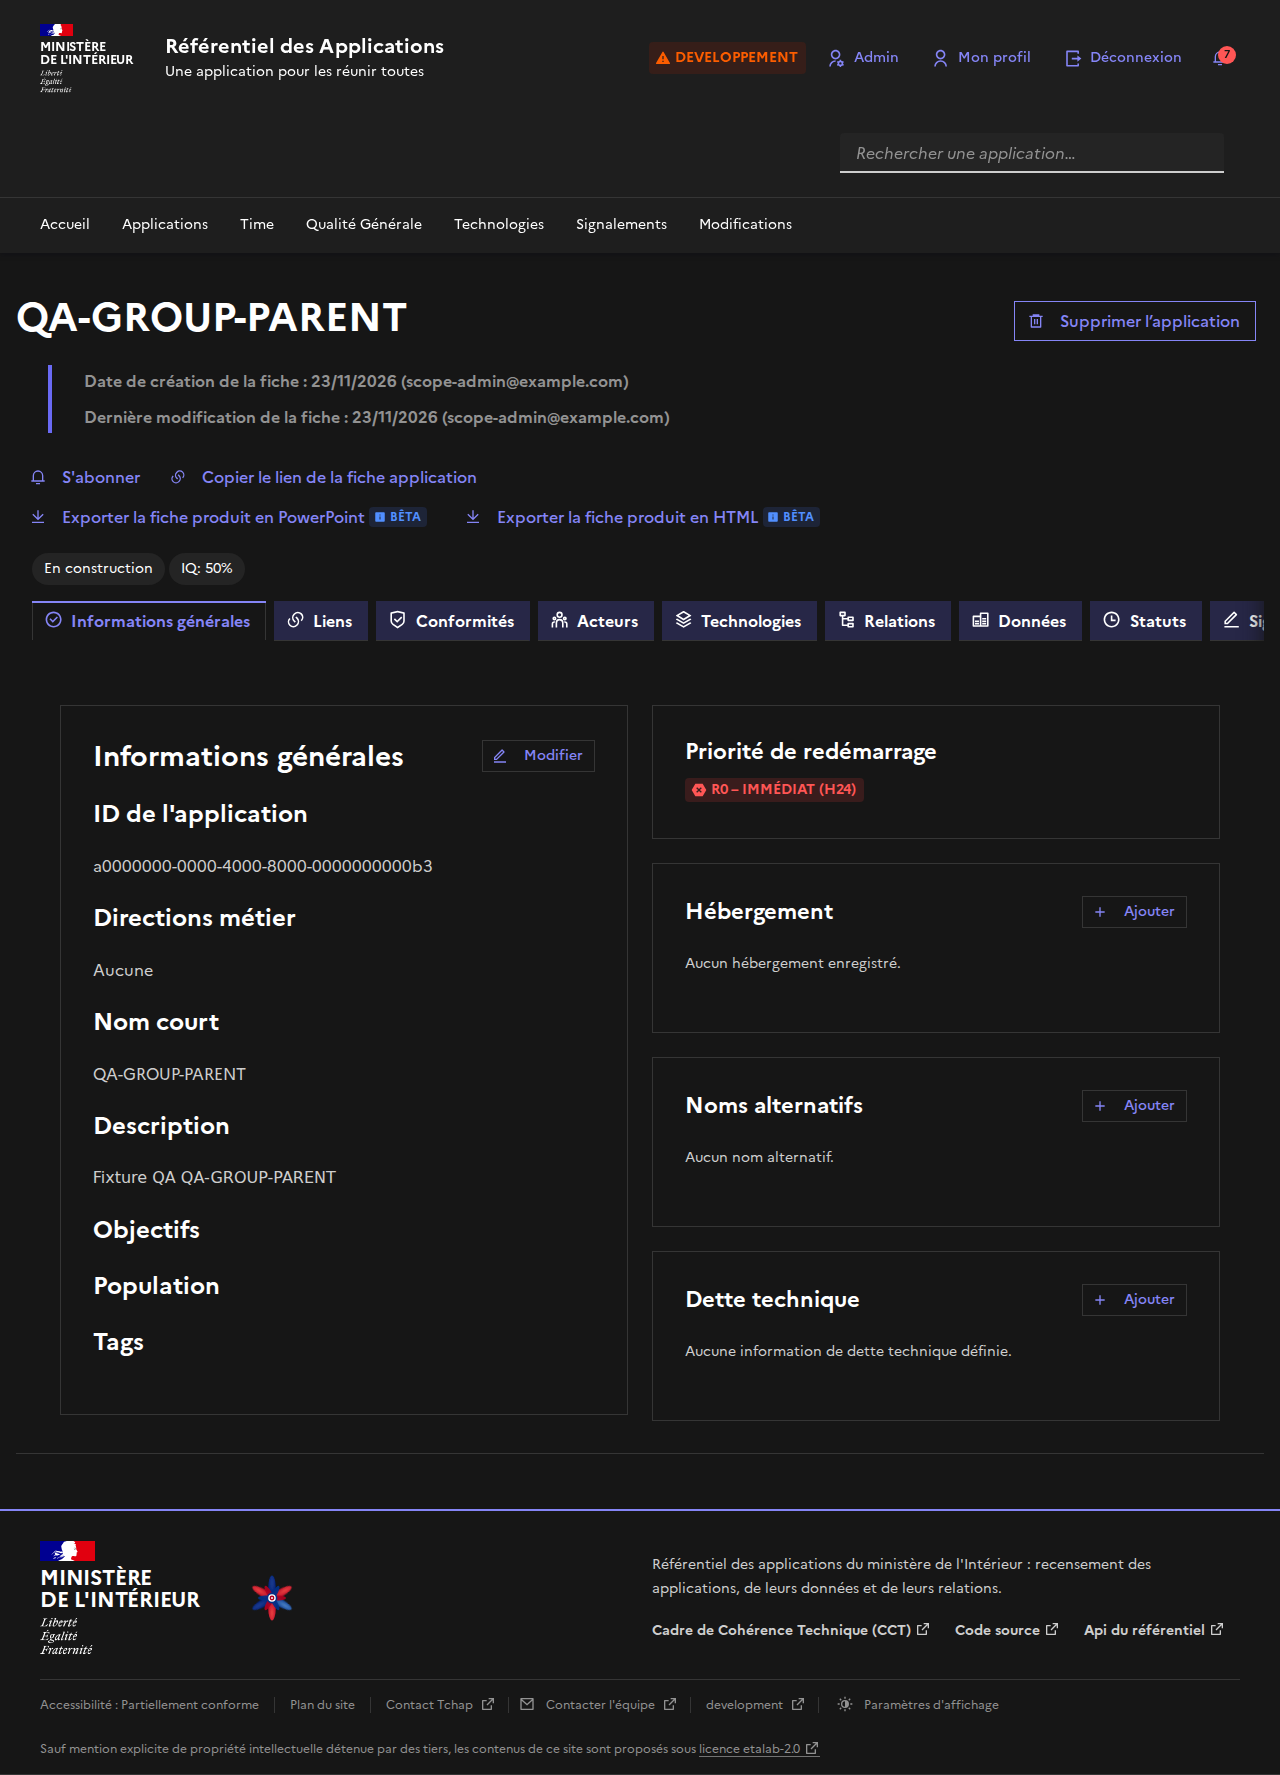 MINISTÈRE
DE L'INTÉRIEUR
Liberté
Égalité
Fraternité
Référentiel des Applications
Une application pour les réunir toutes
DEVELOPPEMENT
Admin
Mon profil
Déconnexion
7
Rechercher une application...
Accueil
Applications
Time
Qualité Générale
Technologies
Signalements
Modifications
QA-GROUP-PARENT
Supprimer l’application
Date de création de la fiche : 23/11/2026 (scope-admin@example.com)
Dernière modification de la fiche : 23/11/2026 (scope-admin@example.com)
S'abonner
Copier le lien de la fiche application
Exporter la fiche produit en PowerPoint BÊTA
Exporter la fiche produit en HTML BÊTA
En construction
IQ: 50%
Informations générales
Liens
Conformités
Acteurs
Technologies
Relations
Données
Statuts
Informations générales
Modifier
ID de l'application
a0000000-0000-4000-8000-0000000000b3
Directions métier
Aucune
Nom court
QA-GROUP-PARENT
Description
Fixture QA QA-GROUP-PARENT
Objectifs
Population
Tags
Priorité de redémarrage
R0 – IMMÉDIAT (H24)
Hébergement
Ajouter
Aucun hébergement enregistré.
Noms alternatifs
Ajouter
Aucun nom alternatif.
Dette technique
Ajouter
Aucune information de dette technique définie.
MINISTÈRE
DE L'INTÉRIEUR
Liberté
Égalité
Fraternité
Référentiel des applications du ministère de l'Intérieur : recensement des
applications, de leurs données et de leurs relations.
Cadre de Cohérence Technique (CCT)
Code source
Api du référentiel
Accessibilité : Partiellement conforme
Plan du site
Contact Tchap
Contacter l'équipe
development
Paramètres d'affichage
Sauf mention explicite de propriété intellectuelle détenue par des tiers, les contenus de ce site sont proposés sous licence etalab-2.0